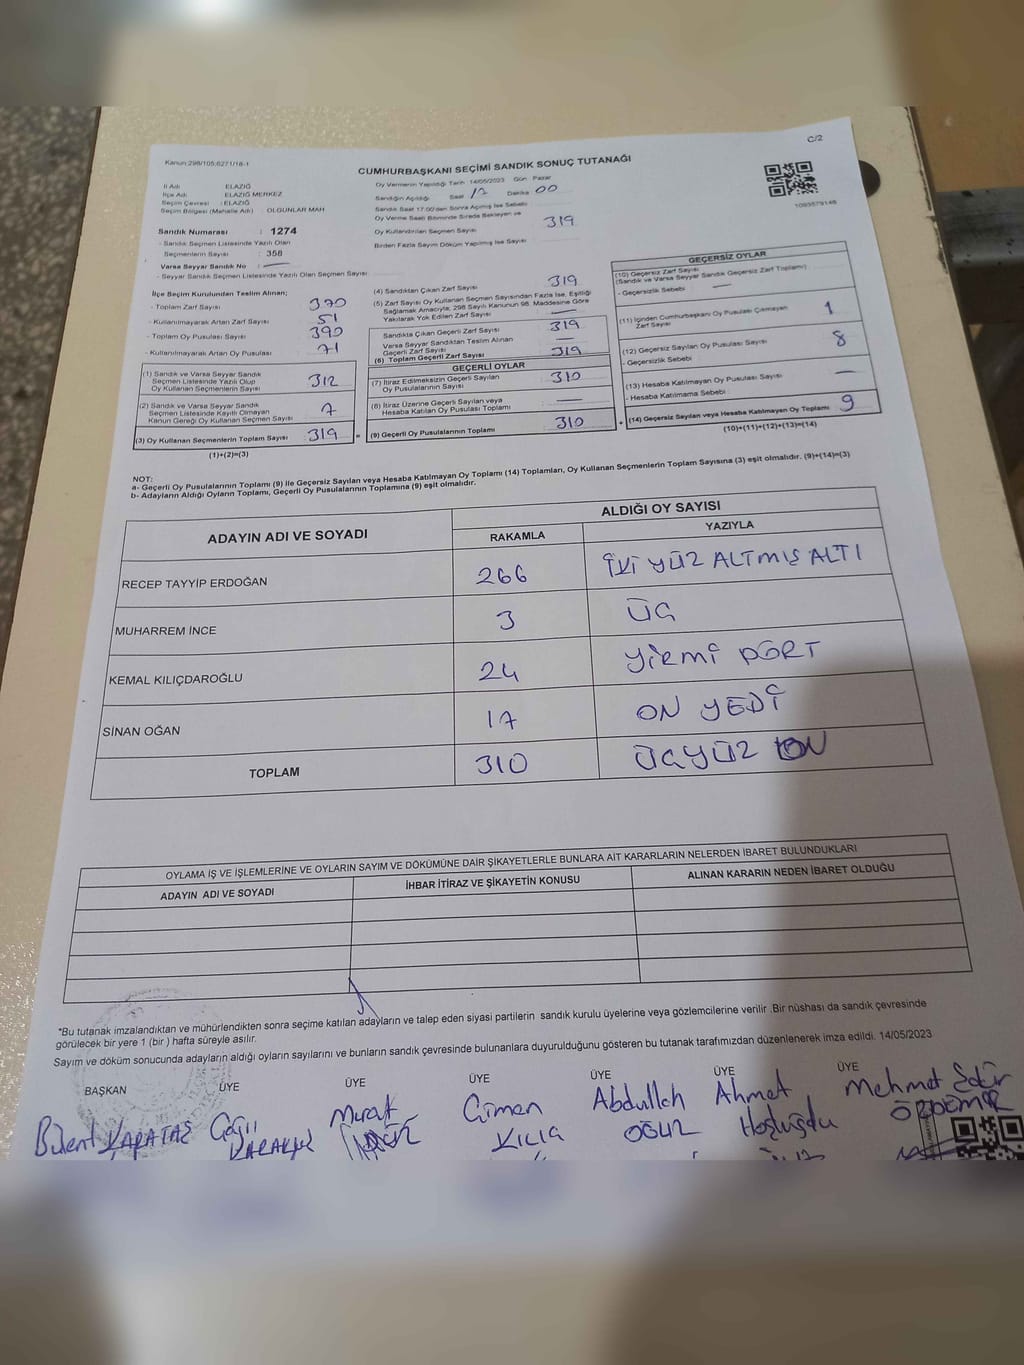 C/2
Kanun:298/105;6271/18-1
CUMHURBAŞKANI SEÇİMİ SANDIK SONUÇ TUTANAĞI
İl Adı : ELAZIĞ
İlçe Adı : ELAZIĞ MERKEZ
Seçim Çevresi : ELAZIĞ
Seçim Bölgesi (Mahalle Adı) : OLGUNLAR MAH
Sandık Numarası : 1274
- Sandık Seçmen Listesinde Yazılı Olan
Seçmenlerin Sayısı : 358
Varsa Seyyar Sandık No : —
- Seyyar Sandık Seçmen Listesinde Yazılı Olan Seçmen Sayısı
Oy Vermenin Yapıldığı Tarih :14/05/2023 Gün Pazar
Sandığın Açıldığı Saat 17 Dakika 00
Sandık Saat 17:00'den Sonra Açılmış İse Sebebi
Oy Verme Saati Bitiminde Sırada Bekleyen ve
Oy Kullandırılan Seçmen Sayısı 319
Birden Fazla Sayım Döküm Yapılmış İse Sayısı
1093579148
İlçe Seçim Kurulundan Teslim Alınan;
- Toplam Zarf Sayısı 370
- Kullanılmayarak Artan Zarf Sayısı 51
- Toplam Oy Pusulası Sayısı 390
- Kullanılmayarak Artan Oy Pusulası 71
(1) Sandık ve Varsa Seyyar Sandık
Seçmen Listesinde Yazılı Olup
Oy Kullanan Seçmenlerin Sayısı 312
(2) Sandık ve Varsa Seyyar Sandık
Seçmen Listesinde Kayıtlı Olmayan
Kanun Gereği Oy Kullanan Seçmen Sayısı 7
(3) Oy Kullanan Seçmenlerin Toplam Sayısı 319 =
(1)+(2)=(3)
(4) Sandıktan Çıkan Zarf Sayısı 319
(5) Zarf Sayısı Oy Kullanan Seçmen Sayısından Fazla İse, Eşitliği
Sağlamak Amacıyla; 298 Sayılı Kanunun 98. Maddesine Göre
Yakılarak Yok Edilen Zarf Sayısı —
Sandıkta Çıkan Geçerli Zarf Sayısı 319
Varsa Seyyar Sandıktan Teslim Alınan
Geçerli Zarf Sayısı —
(6) Toplam Geçerli Zarf Sayısı 319
GEÇERLİ OYLAR
(7) İtiraz Edilmeksizin Geçerli Sayılan
Oy Pusulalarının Sayısı 310
(8) İtiraz Üzerine Geçerli Sayılan veya
Hesaba Katılan Oy Pusulası Toplamı —
(9) Geçerli Oy Pusulalarının Toplamı 310 +
GEÇERSİZ OYLAR
(10) Geçersiz Zarf Sayısı
(Sandık ve Varsa Seyyar Sandık Geçersiz Zarf Toplamı)
- Geçersizlik Sebebi —
(11) İçinden Cumhurbaşkanı Oy Pusulası Çıkmayan
Zarf Sayısı 1
(12) Geçersiz Sayılan Oy Pusulası Sayısı 8
- Geçersizlik Sebebi
(13) Hesaba Katılmayan Oy Pusulası Sayısı —
- Hesaba Katılmama Sebebi
(14) Geçersiz Sayılan veya Hesaba Katılmayan Oy Toplamı 9
(10)+(11)+(12)+(13)=(14)
NOT:
a- Geçerli Oy Pusulalarının Toplamı (9) ile Geçersiz Sayılan veya Hesaba Katılmayan Oy Toplamı (14) Toplamları, Oy Kullanan Seçmenlerin Toplam Sayısına (3) eşit olmalıdır. (9)+(14)=(3)
b- Adayların Aldığı Oyların Toplamı, Geçerli Oy Pusulalarının Toplamına (9) eşit olmalıdır.
ADAYIN ADI VE SOYADI
ALDIĞI OY SAYISI
RAKAMLA YAZIYLA
RECEP TAYYİP ERDOĞAN 266 İKİ YÜZ ALTMIŞ ALTI
MUHARREM İNCE 3 ÜÇ
KEMAL KILIÇDAROĞLU 24 YİRMİ DÖRT
SİNAN OĞAN 17 ON YEDİ
TOPLAM 310 ÜÇYÜZ ON
OYLAMA İŞ VE İŞLEMLERİNE VE OYLARIN SAYIM VE DÖKÜMÜNE DAİR ŞİKAYETLERLE BUNLARA AİT KARARLARIN NELERDEN İBARET BULUNDUKLARI
ADAYIN ADI VE SOYADI İHBAR İTİRAZ VE ŞİKAYETİN KONUSU ALINAN KARARIN NEDEN İBARET OLDUĞU
*Bu tutanak imzalandıktan ve mühürlendikten sonra seçime katılan adayların ve talep eden siyasi partilerin sandık kurulu üyelerine veya gözlemcilerine verilir .Bir nüshası da sandık çevresinde
görülecek bir yere 1 (bir ) hafta süreyle asılır.
Sayım ve döküm sonucunda adayların aldığı oyların sayılarını ve bunların sandık çevresinde bulunanlara duyurulduğunu gösteren bu tutanak tarafımızdan düzenlenerek imza edildi. 14/05/2023
BAŞKAN ÜYE ÜYE ÜYE ÜYE ÜYE ÜYE
Bülent KARATAŞ
Murat
KILIÇ
Abdullah
OĞUZ
Ahmet
Hoşluğdu
Mehmet Edip
ÖZDEMİR